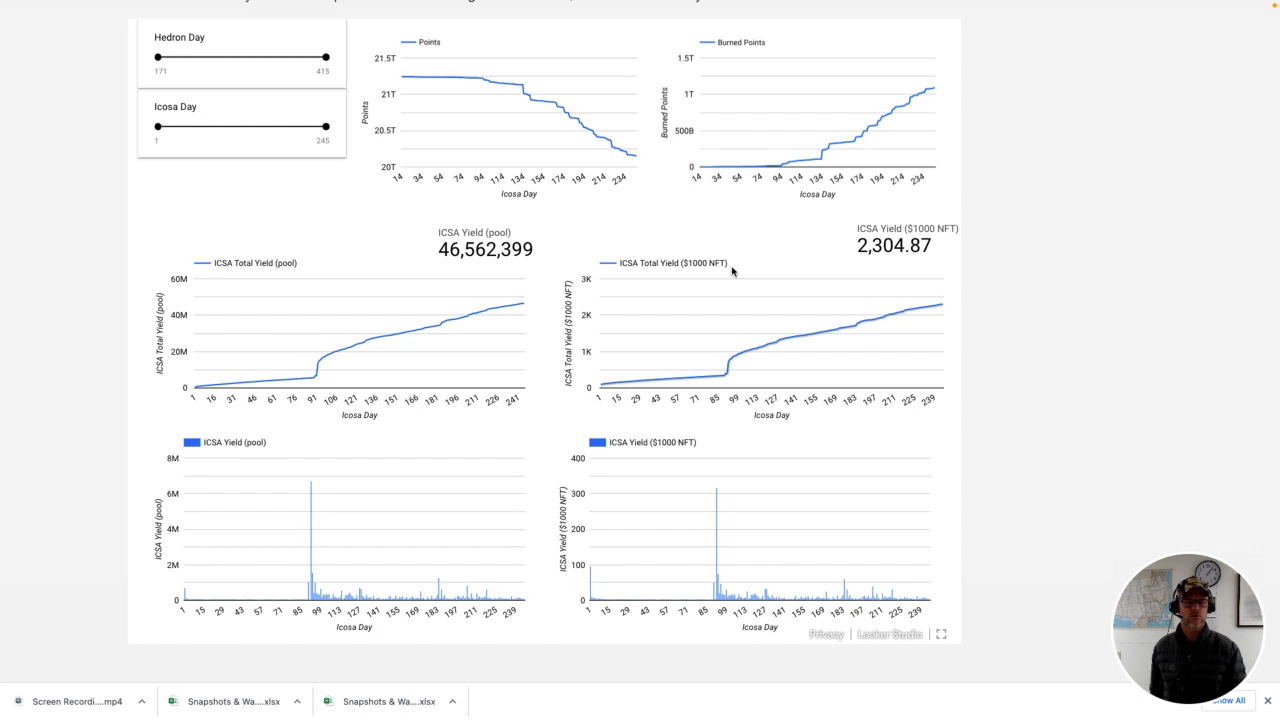 Hedron Day
171 415
Icosa Day
1 245
Points
21.5T
21T
20.5T
20T
Points
14 34 54 74 94 114 134 154 174 194 214 234
Icosa Day
Burned Points
1.5T
1T
500B
0
Burned Points
14 34 54 74 94 114 134 154 174 194 214 234
Icosa Day
ICSA Yield (pool)
46,562,399
ICSA Total Yield (pool)
60M
40M
20M
0
ICSA Total Yield (pool)
1 16 31 46 61 76 91 106 121 136 151 166 181 196 211 226 241
Icosa Day
ICSA Yield ($1000 NFT)
2,304.87
ICSA Total Yield ($1000 NFT)
3K
2K
1K
0
ICSA Total Yield ($1000 NFT)
1 15 29 43 57 71 85 99 113 127 141 155 169 183 197 211 225 239
Icosa Day
ICSA Yield (pool)
8M
6M
4M
2M
0
ICSA Yield (pool)
1 15 29 43 57 71 85 99 113 127 141 155 169 183 197 211 225 239
Icosa Day
ICSA Yield ($1000 NFT)
400
300
200
100
0
ICSA Yield ($1000 NFT)
1 15 29 43 57 71 85 99 113 127 141 155 169 183 197 211 225 239
Icosa Day
Privacy Looker Studio
Screen Recordi....mp4 Snapshots & Wa....xlsx Snapshots & Wa....xlsx Show All